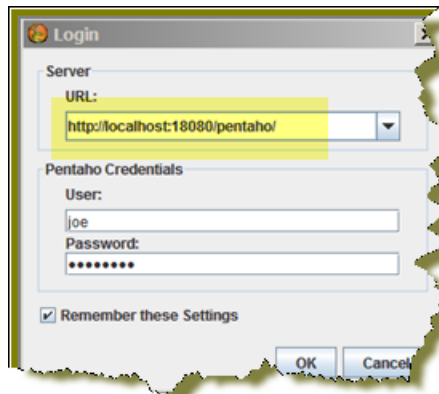 Login
Server
URL:
http://localhost:18080/pentaho/
Pentaho Credentials
User:
joe
Password:
Remember these Settings
OK Cancel